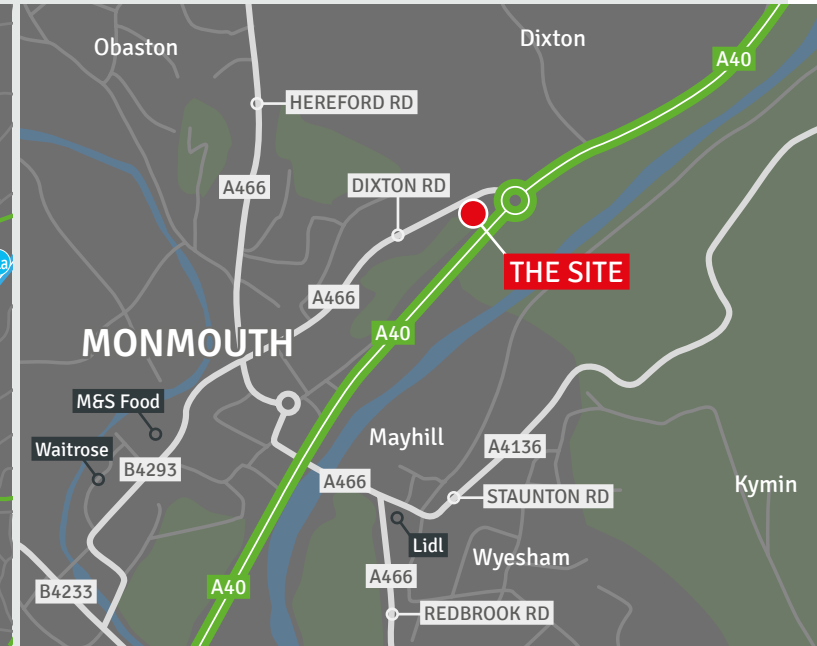 Obaston
Dixton
A40
HEREFORD RD
A466
DIXTON RD
THE SITE
A466
A40
MONMOUTH
M&S Food
Waitrose
B4293
Mayhill
A4136
A466
STAUNTON RD
Kymin
Lidl
Wyesham
A466
A40
B4233
REDBROOK RD